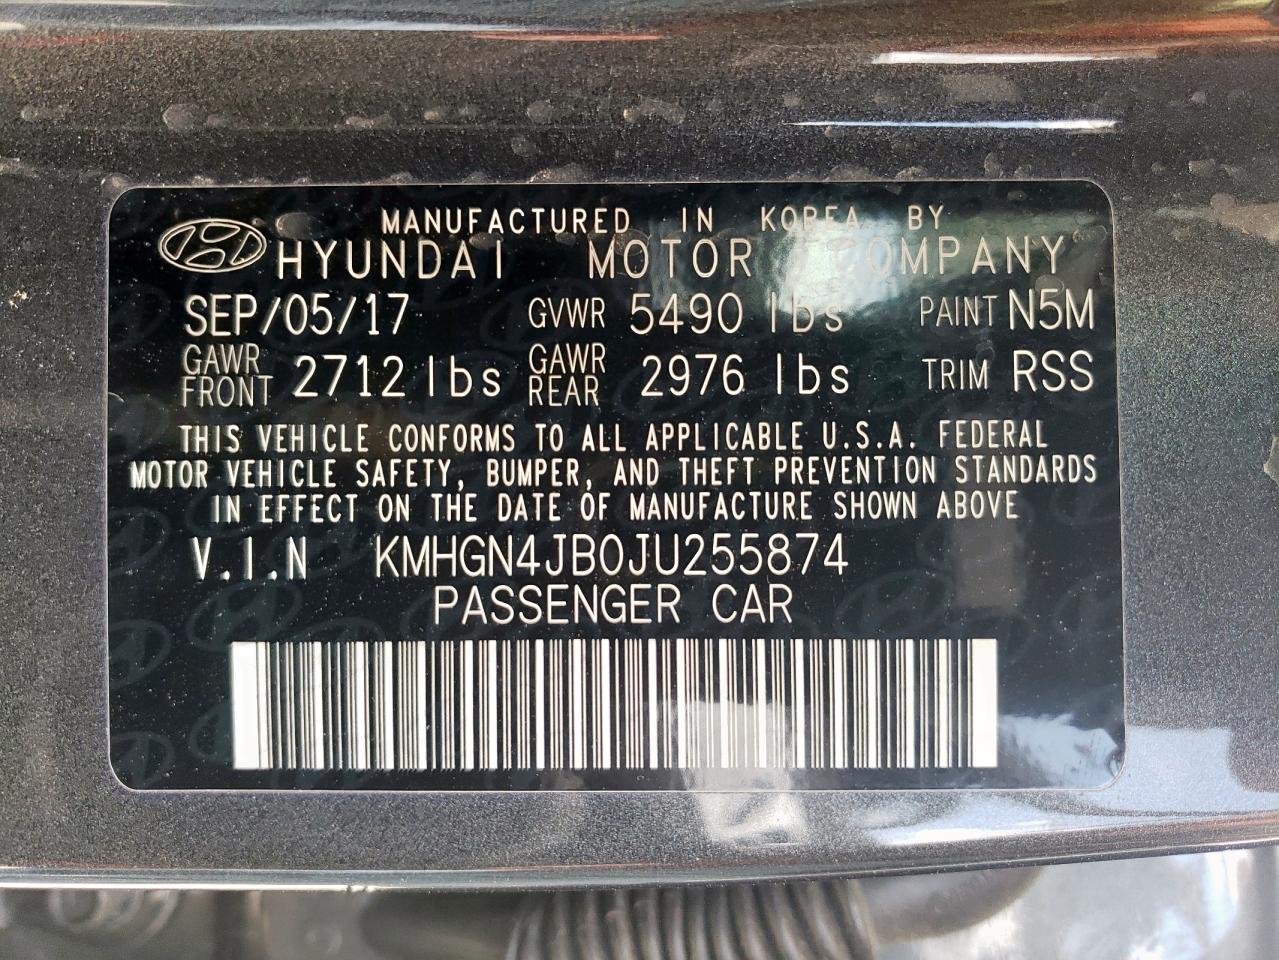 MANUFACTURED IN KOREA BY
HYUNDAI MOTOR COMPANY
SEP/05/17 GVWR 5490 lbs PAINT N5M
GAWR FRONT 2712 lbs GAWR REAR 2976 lbs TRIM RSS
THIS VEHICLE CONFORMS TO ALL APPLICABLE U.S.A. FEDERAL
MOTOR VEHICLE SAFETY, BUMPER, AND THEFT PREVENTION STANDARDS
IN EFFECT ON THE DATE OF MANUFACTURE SHOWN ABOVE
V.I.N KMHGN4JB0JU255874
PASSENGER CAR